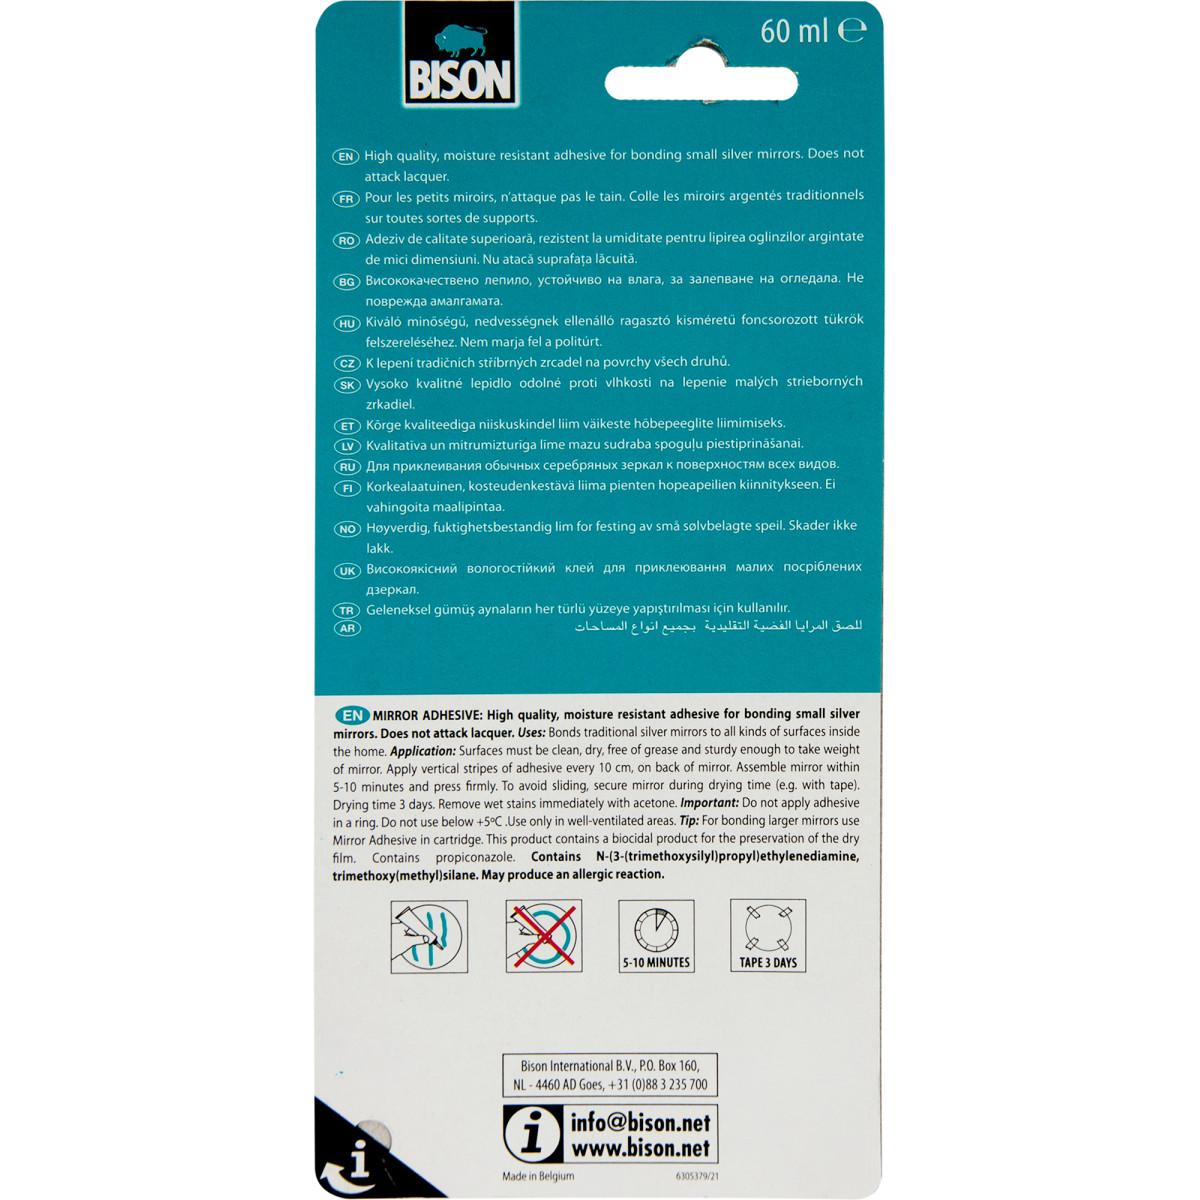 BISON
60 ml ℮
EN High quality, moisture resistant adhesive for bonding small silver mirrors. Does not
attack lacquer.
FR Pour les petits miroirs, n'attaque pas le tain. Colle les miroirs argentés traditionnels
sur toutes sortes de supports.
RO Adeziv de calitate superioară, rezistent la umiditate pentru lipirea oglinzilor argintate
de mici dimensiuni. Nu atacă suprafața lăcuită.
BG Висококачествено лепило, устойчиво на влага, за залепване на огледала. Не
поврежда амалгамата.
HU Kiváló minőségű, nedvességnek ellenálló ragasztó kisméretű foncsorozott tükrök
felszereléséhez. Nem marja fel a politúrt.
CZ K lepení tradičních stříbrných zrcadel na povrchy všech druhů.
SK Vysoko kvalitné lepidlo odolné proti vlhkosti na lepenie malých strieborných
zrkadiel.
ET Kõrge kvaliteediga niiskuskindel liim väikeste hõbepeeglite liimimiseks.
LV Kvalitatīva un mitrumizturīga līme mazu sudraba spoguļu piestiprināšanai.
RU Для приклеивания обычных серебряных зеркал к поверхностям всех видов.
FI Korkealaatuinen, kosteudenkestävä liima pienten hopeapeilien kiinnitykseen. Ei
vahingoita maalipintaa.
NO Høyverdig, fuktighetsbestandig lim for festing av små sølvbelagte speil. Skader ikke
lakk.
UK Високоякісний вологостійкий клей для приклеювання малих посріблених
дзеркал.
TR Geleneksel gümüş aynaların her türlü yüzeye yapıştırılması için kullanılır.
AR للصق المرايا الفضية التقليدية بجميع انواع المساحات
EN MIRROR ADHESIVE: High quality, moisture resistant adhesive for bonding small silver
mirrors. Does not attack lacquer. Uses: Bonds traditional silver mirrors to all kinds of surfaces inside
the home. Application: Surfaces must be clean, dry, free of grease and sturdy enough to take weight
of mirror. Apply vertical stripes of adhesive every 10 cm, on back of mirror. Assemble mirror within
5-10 minutes and press firmly. To avoid sliding, secure mirror during drying time (e.g. with tape).
Drying time 3 days. Remove wet stains immediately with acetone. Important: Do not apply adhesive
in a ring. Do not use below +5ºC .Use only in well-ventilated areas. Tip: For bonding larger mirrors use
Mirror Adhesive in cartridge. This product contains a biocidal product for the preservation of the dry
film. Contains propiconazole. Contains N-(3-(trimethoxysilyl)propyl)ethylenediamine,
trimethoxy(methyl)silane. May produce an allergic reaction.
5-10 MINUTES
TAPE 3 DAYS
Bison International B.V., P.O. Box 160,
NL - 4460 AD Goes, +31 (0)88 3 235 700
i info@bison.net
www.bison.net
i
Made in Belgium
6305379/21